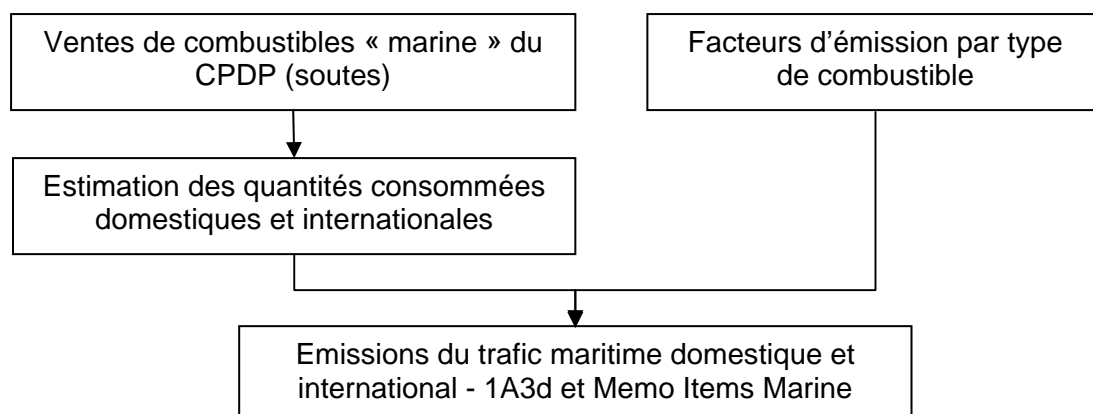 Ventes de combustibles « marine » du
CPDP (soutes)
Facteurs d’émission par type
de combustible
Estimation des quantités consommées
domestiques et internationales
Emissions du trafic maritime domestique et
international - 1A3d et Memo Items Marine